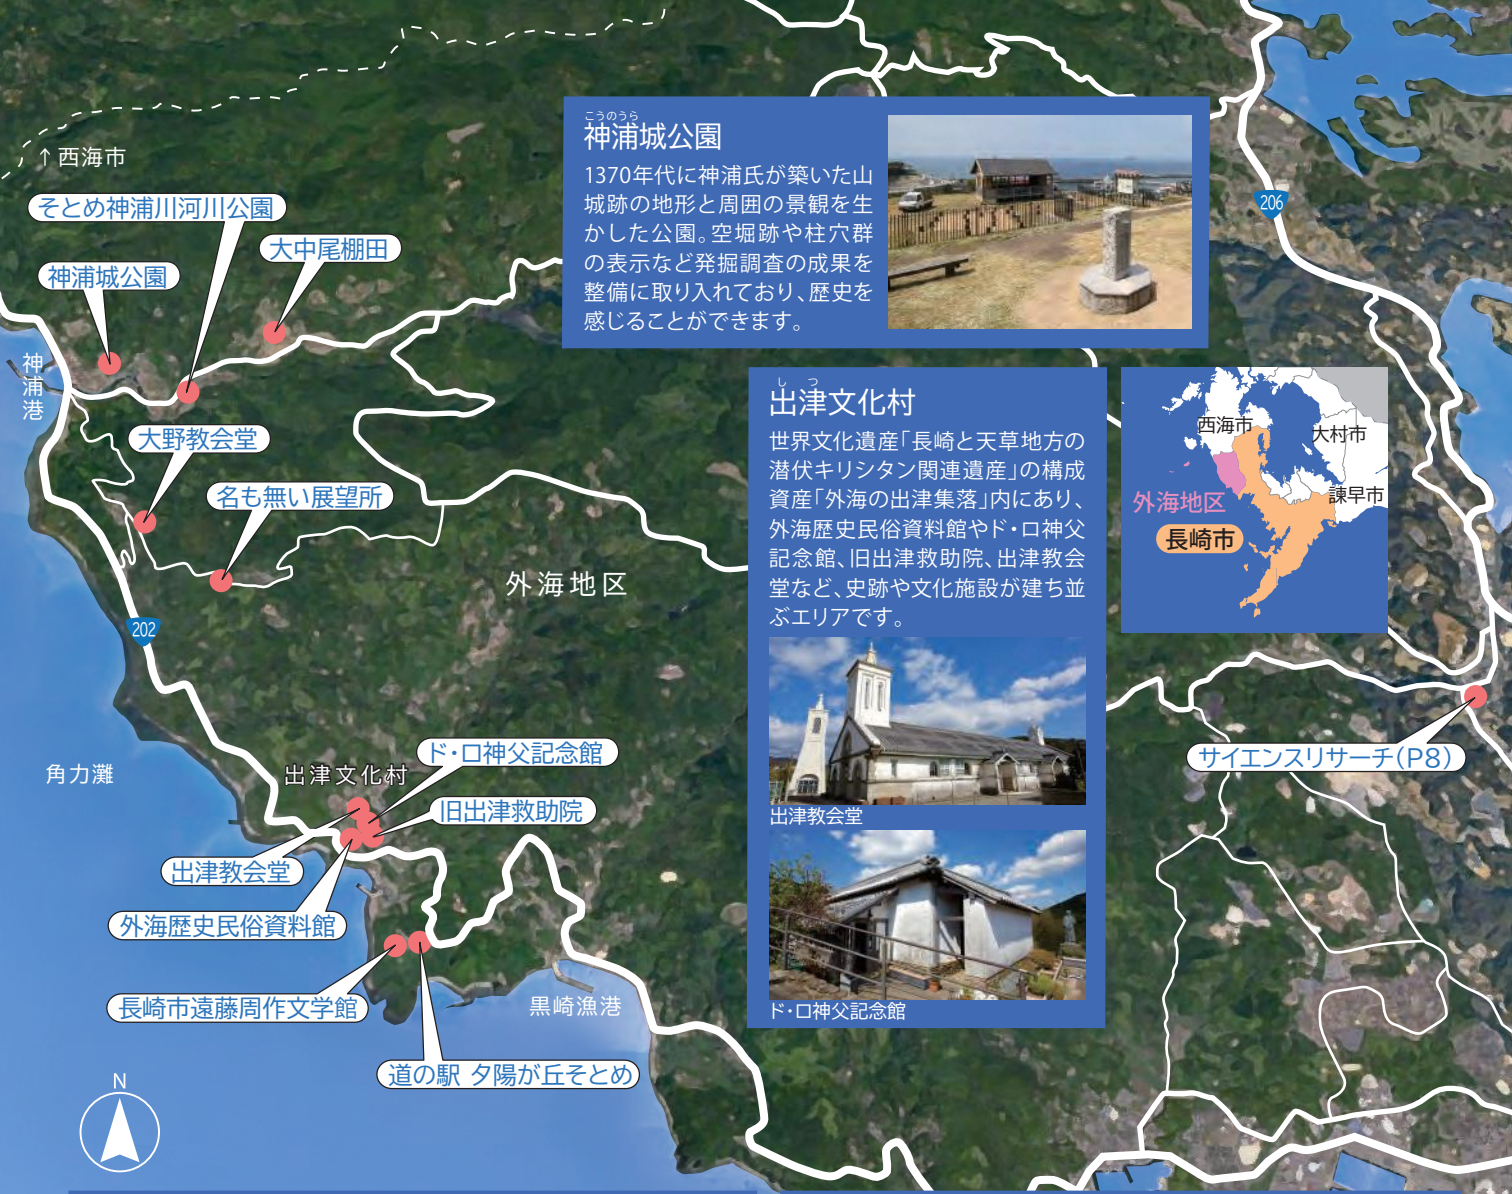 ↑西海市
そとめ神浦川河川公園
大中尾棚田
神浦城公園
神浦港
大野教会堂
名も無い展望所
外海地区
202
206
こうのうら
神浦城公園
1370年代に神浦氏が築いた山
城跡の地形と周囲の景観を生
かした公園。空堀跡や柱穴群
の表示など発掘調査の成果を
整備に取り入れており、歴史を
感じることができます。
しつ
出津文化村
世界文化遺産「長崎と天草地方の
潜伏キリシタン関連遺産」の構成
資産「外海の出津集落」内にあり、
外海歴史民俗資料館やド・ロ神父
記念館、旧出津救助院、出津教会
堂など、史跡や文化施設が建ち並
ぶエリアです。
出津教会堂
ド・ロ神父記念館
西海市
大村市
諫早市
外海地区
長崎市
サイエンスリサーチ(P8)
角力灘
出津文化村
ド・ロ神父記念館
旧出津救助院
出津教会堂
外海歴史民俗資料館
長崎市遠藤周作文学館
黒崎漁港
道の駅 夕陽が丘そとめ
N